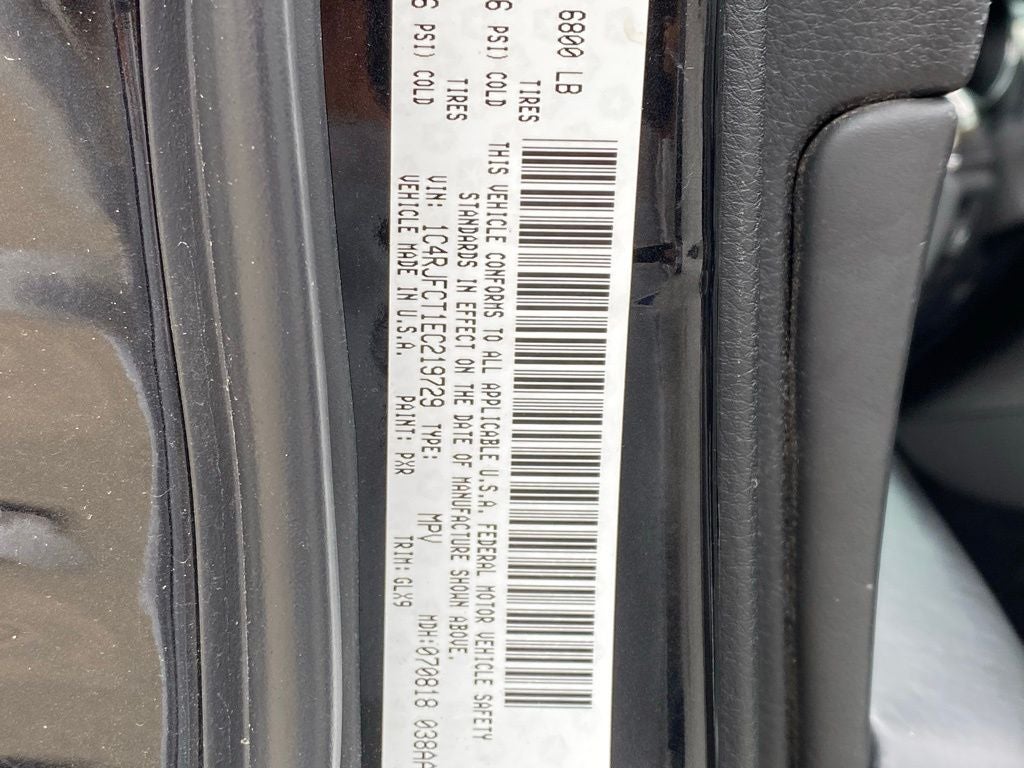 6800 LB
TIRES
6 PSI) COLD
TIRES
6 PSI) COLD
THIS VEHICLE CONFORMS TO ALL APPLICABLE U.S.A. FEDERAL MOTOR VEHICLE SAFETY
STANDARDS IN EFFECT ON THE DATE OF MANUFACTURE SHOWN ABOVE.
VIN: 1C4RJFCT1EC219729 TYPE: MPV MDH:070818 038AA
VEHICLE MADE IN U.S.A. PAINT: PXR TRIM:GLX9